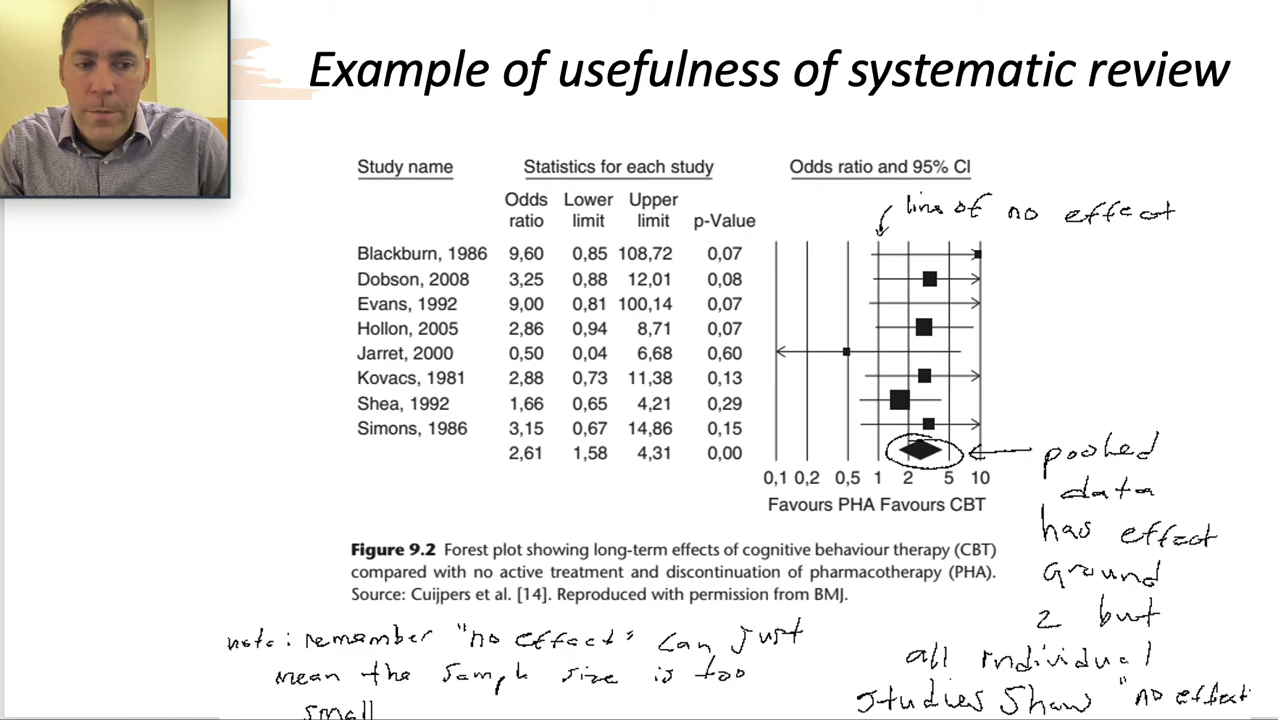 Example of usefulness of systematic review
Study name Statistics for each study Odds ratio and 95% CI
Odds Lower Upper
ratio limit limit p-Value
line of no effect
Blackburn, 1986 9,60 0,85 108,72 0,07
Dobson, 2008 3,25 0,88 12,01 0,08
Evans, 1992 9,00 0,81 100,14 0,07
Hollon, 2005 2,86 0,94 8,71 0,07
Jarret, 2000 0,50 0,04 6,68 0,60
Kovacs, 1981 2,88 0,73 11,38 0,13
Shea, 1992 1,66 0,65 4,21 0,29
Simons, 1986 3,15 0,67 14,86 0,15
2,61 1,58 4,31 0,00
0,1 0,2 0,5 1 2 5 10
Favours PHA Favours CBT
pooled
data
has effect
around
2 but
all individual
studies show "no effect
Figure 9.2 Forest plot showing long-term effects of cognitive behaviour therapy (CBT)
compared with no active treatment and discontinuation of pharmacotherapy (PHA).
Source: Cuijpers et al. [14]. Reproduced with permission from BMJ.
note: remember "no effect" can just
mean the sample size is too
small